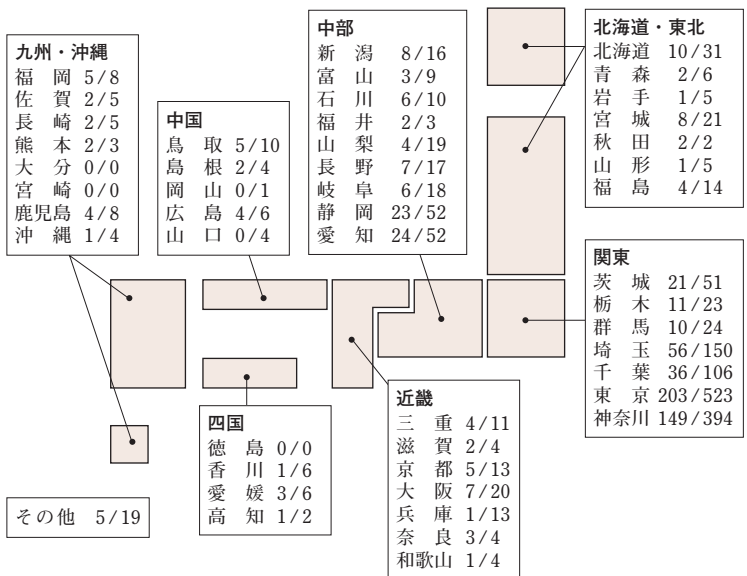 九州・沖縄
福岡 5/8
佐賀 2/5
長崎 2/5
熊本 2/3
大分 0/0
宮崎 0/0
鹿児島 4/8
沖縄 1/4
中国
鳥取 5/10
島根 2/4
岡山 0/1
広島 4/6
山口 0/4
中部
新潟 8/16
富山 3/9
石川 6/10
福井 2/3
山梨 4/19
長野 7/17
岐阜 6/18
静岡 23/52
愛知 24/52
北海道・東北
北海道 10/31
青森 2/6
岩手 1/5
宮城 8/21
秋田 2/2
山形 1/5
福島 4/14
関東
茨城 21/51
栃木 11/23
群馬 10/24
埼玉 56/150
千葉 36/106
東京 203/523
神奈川 149/394
近畿
三重 4/11
滋賀 2/4
京都 5/13
大阪 7/20
兵庫 1/13
奈良 3/4
和歌山 1/4
四国
徳島 0/0
香川 1/6
愛媛 3/6
高知 1/2
その他 5/19